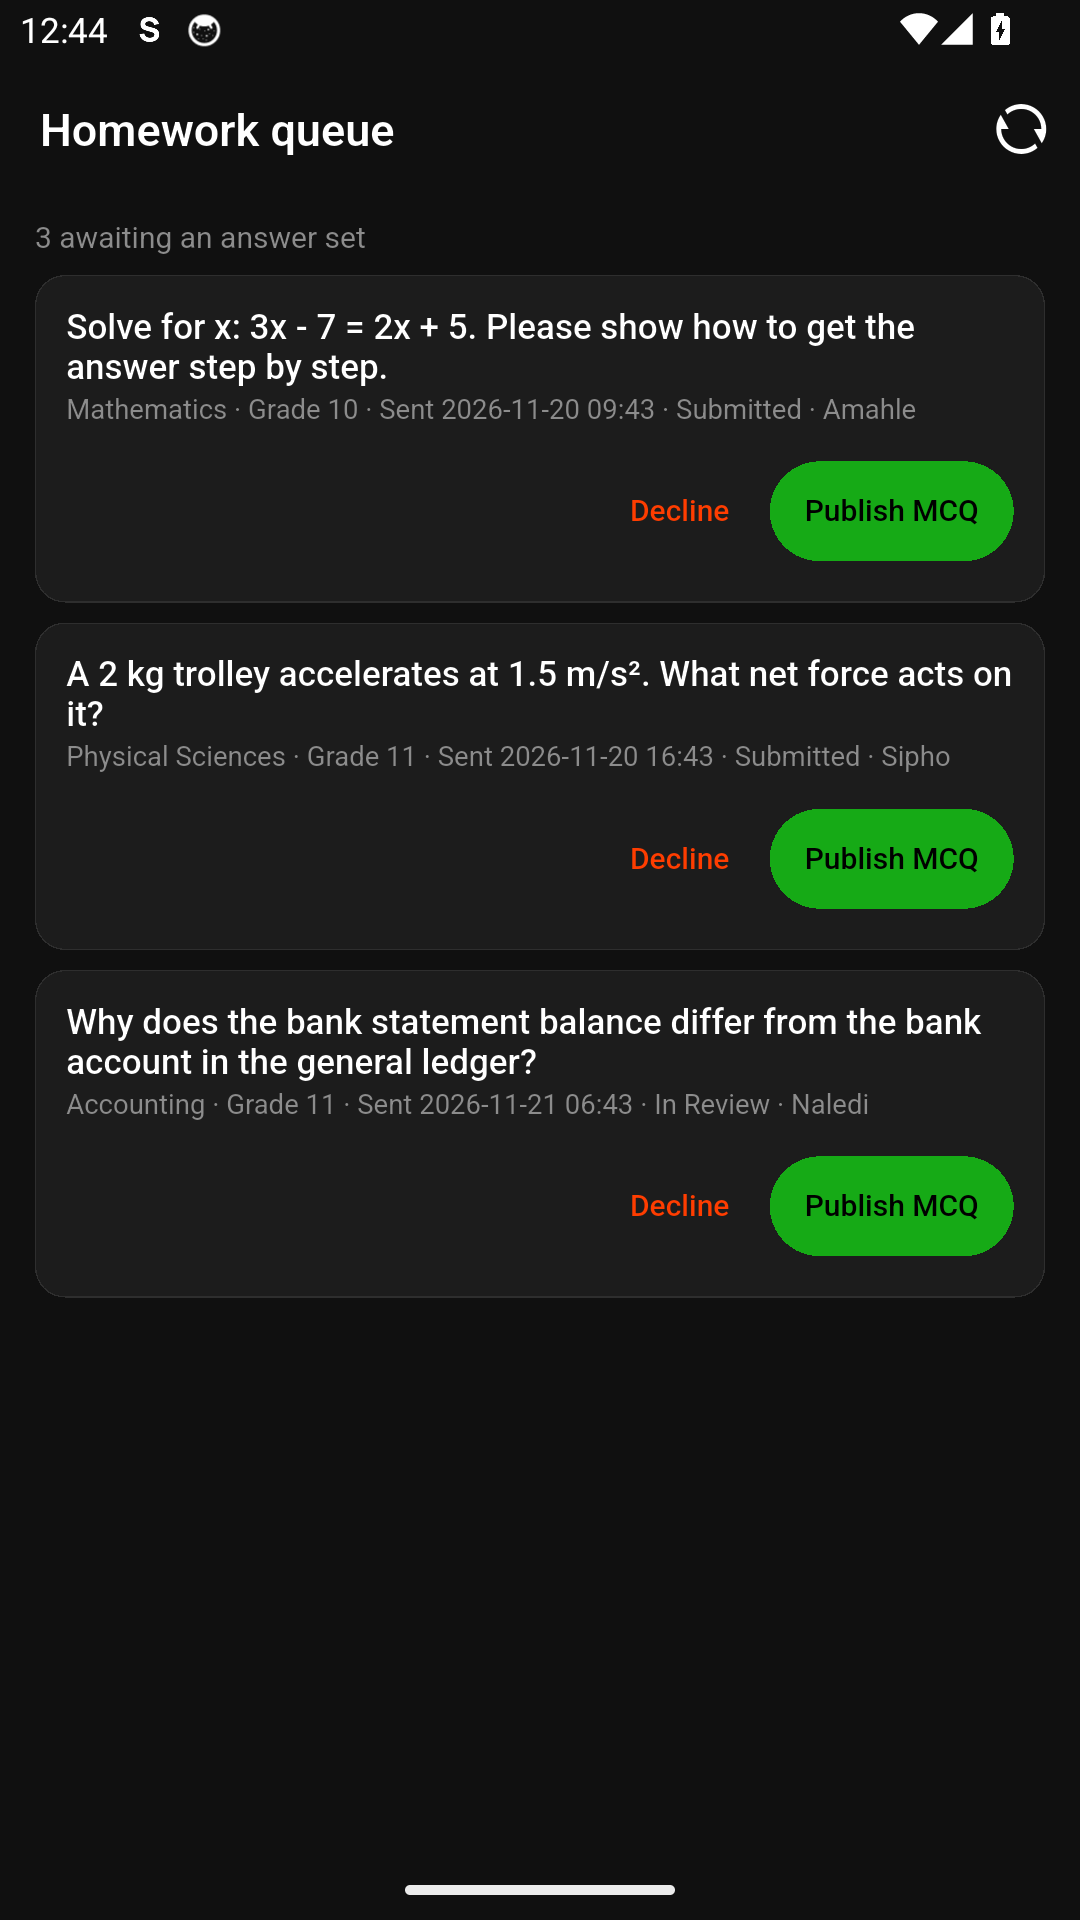 12:44 S
Homework queue
3 awaiting an answer set
Solve for x: 3x - 7 = 2x + 5. Please show how to get the
answer step by step.
Mathematics · Grade 10 · Sent 2026-11-20 09:43 · Submitted · Amahle
Decline Publish MCQ
A 2 kg trolley accelerates at 1.5 m/s². What net force acts on
it?
Physical Sciences · Grade 11 · Sent 2026-11-20 16:43 · Submitted · Sipho
Decline Publish MCQ
Why does the bank statement balance differ from the bank
account in the general ledger?
Accounting · Grade 11 · Sent 2026-11-21 06:43 · In Review · Naledi
Decline Publish MCQ